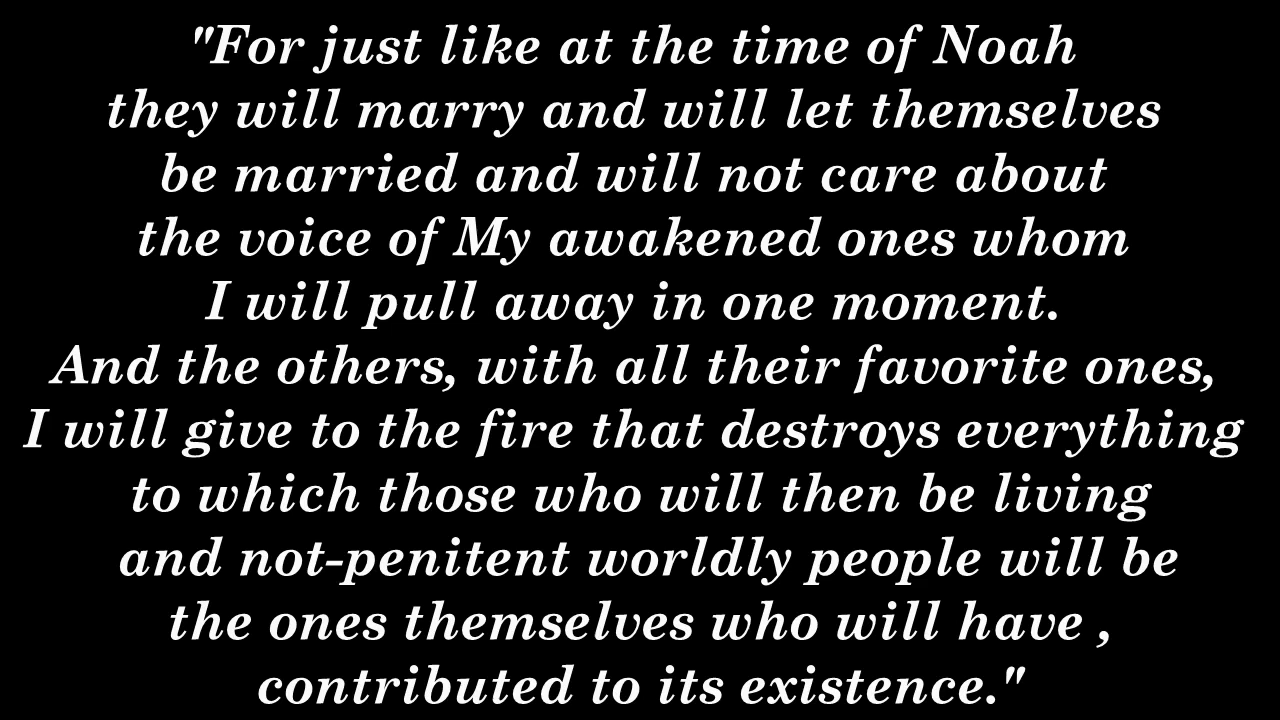 "For just like at the time of Noah
they will marry and will let themselves
be married and will not care about
the voice of My awakened ones whom
I will pull away in one moment.
And the others, with all their favorite ones,
I will give to the fire that destroys everything
to which those who will then be living
and not-penitent worldly people will be
the ones themselves who will have ,
contributed to its existence."